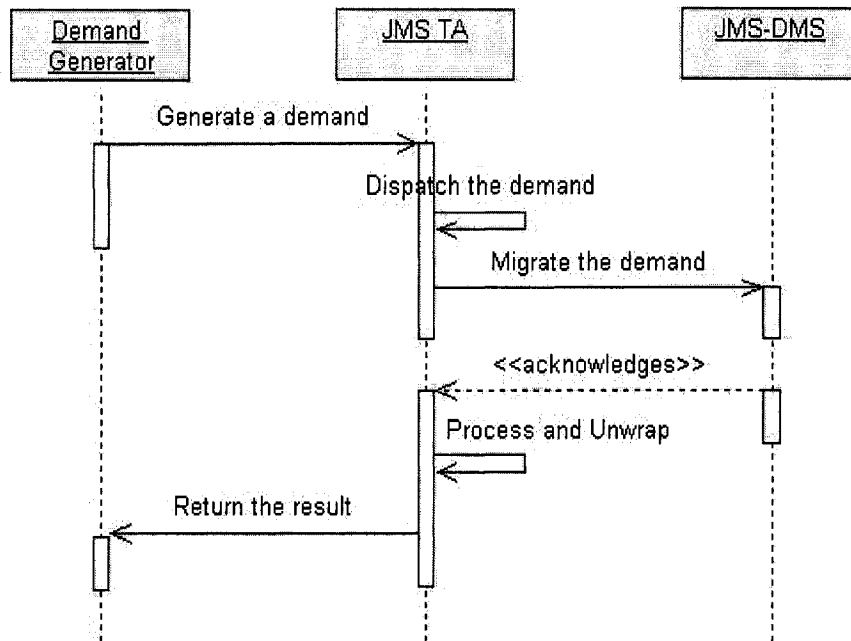 Demand
Generator
JMS TA
JMS-DMS
Generate a demand
Dispatch the demand
Migrate the demand
<<acknowledges>>
Process and Unwrap
Return the result